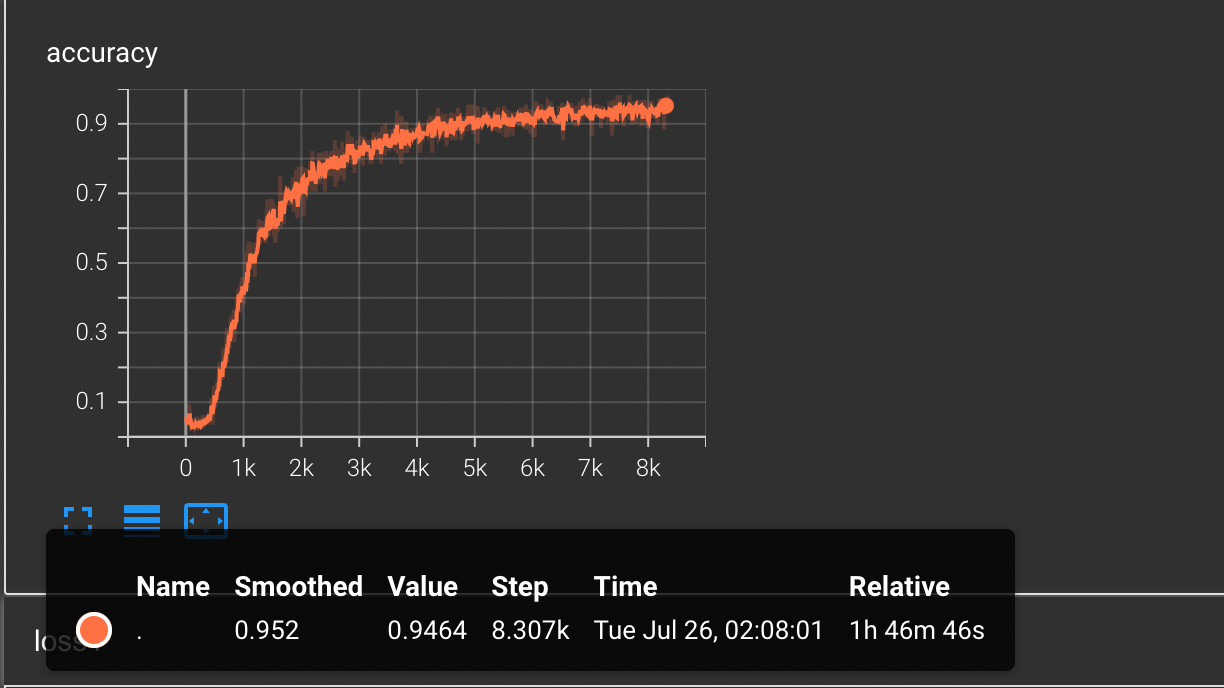 accuracy
0.9
0.7
0.5
0.3
0.1
0 1k 2k 3k 4k 5k 6k 7k 8k
Name Smoothed Value Step Time Relative
. 0.952 0.9464 8.307k Tue Jul 26, 02:08:01 1h 46m 46s